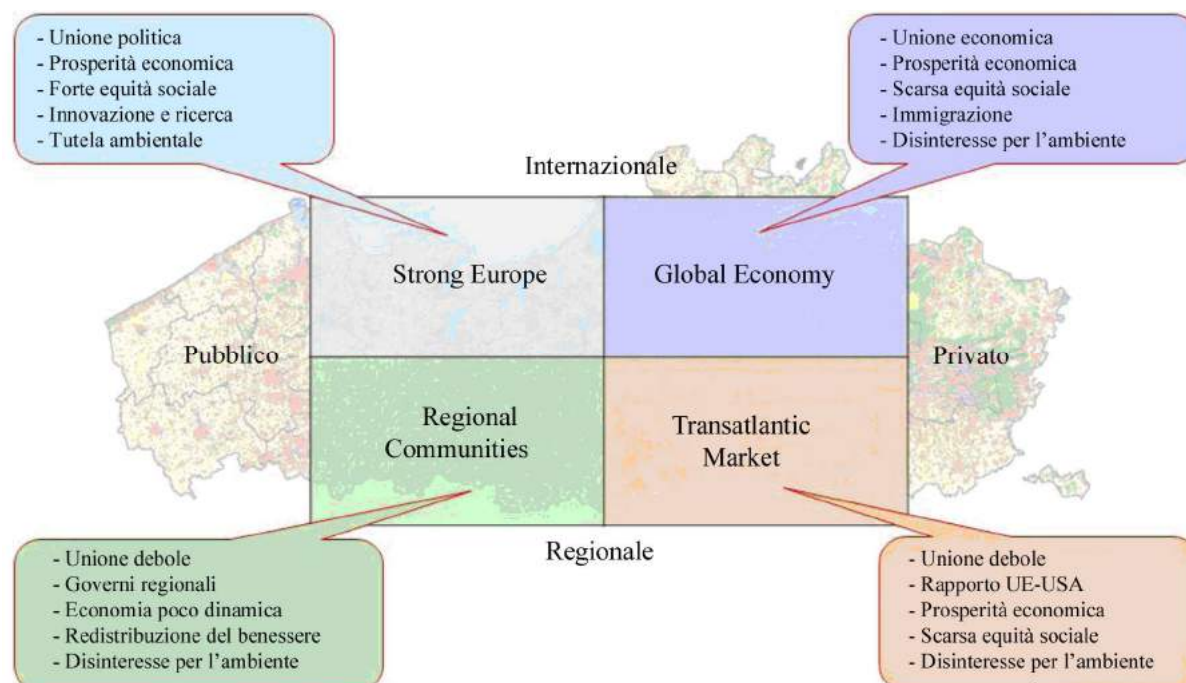 - Unione politica
- Prosperità economica
- Forte equità sociale
- Innovazione e ricerca
- Tutela ambientale
- Unione economica
- Prosperità economica
- Scarsa equità sociale
- Immigrazione
- Disinteresse per l’ambiente
Internazionale
Strong Europe
Global Economy
Pubblico
Privato
Regional
Communities
Transatlantic
Market
Regionale
- Unione debole
- Governi regionali
- Economia poco dinamica
- Redistribuzione del benessere
- Disinteresse per l’ambiente
- Unione debole
- Rapporto UE-USA
- Prosperità economica
- Scarsa equità sociale
- Disinteresse per l’ambiente